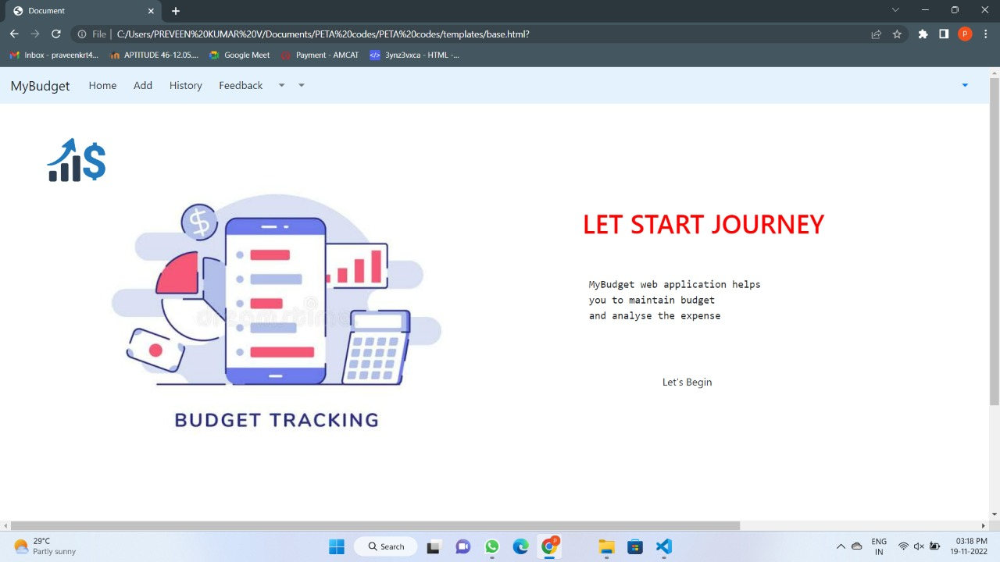 Document
File
C:/Users/PREVEEN%20KUMAR%20V/Documents/PETA%20codes/PETA%20codes/templates/base.html?
P
Inbox - praveenkrt4...
APTITUDE 46-12.05....
Google Meet
Payment - AMCAT
3ynz3vxca - HTML -...
MyBudget
Home
Add
History
Feedback
$
$
LET START JOURNEY
MyBudget web application helps
you to maintain budget
and analyse the expense
dreamstime
Let's Begin
BUDGET TRACKING
29°C
Partly sunny
Search
P
ENG
IN
03:18 PM
19-11-2022